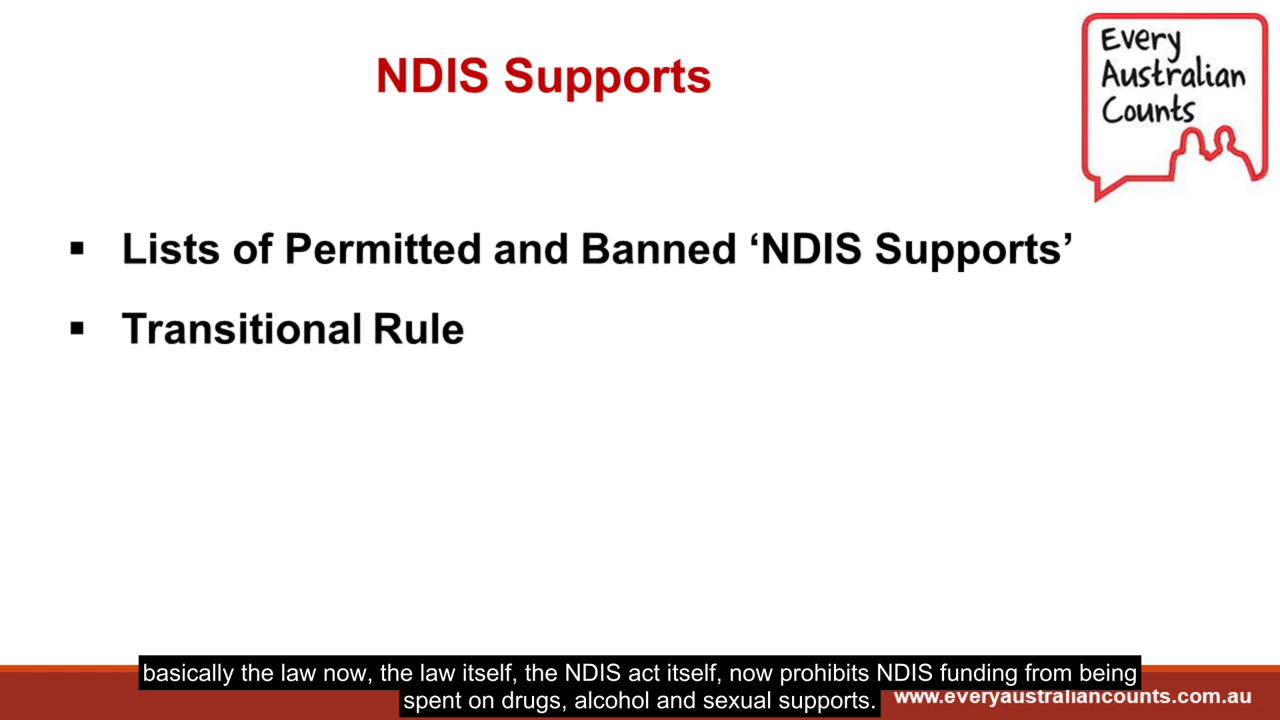 NDIS Supports
Every
Australian
Counts
▪ Lists of Permitted and Banned ‘NDIS Supports’
▪ Transitional Rule
basically the law now, the law itself, the NDIS act itself, now prohibits NDIS funding from being
spent on drugs, alcohol and sexual supports.
www.everyaustraliancounts.com.au